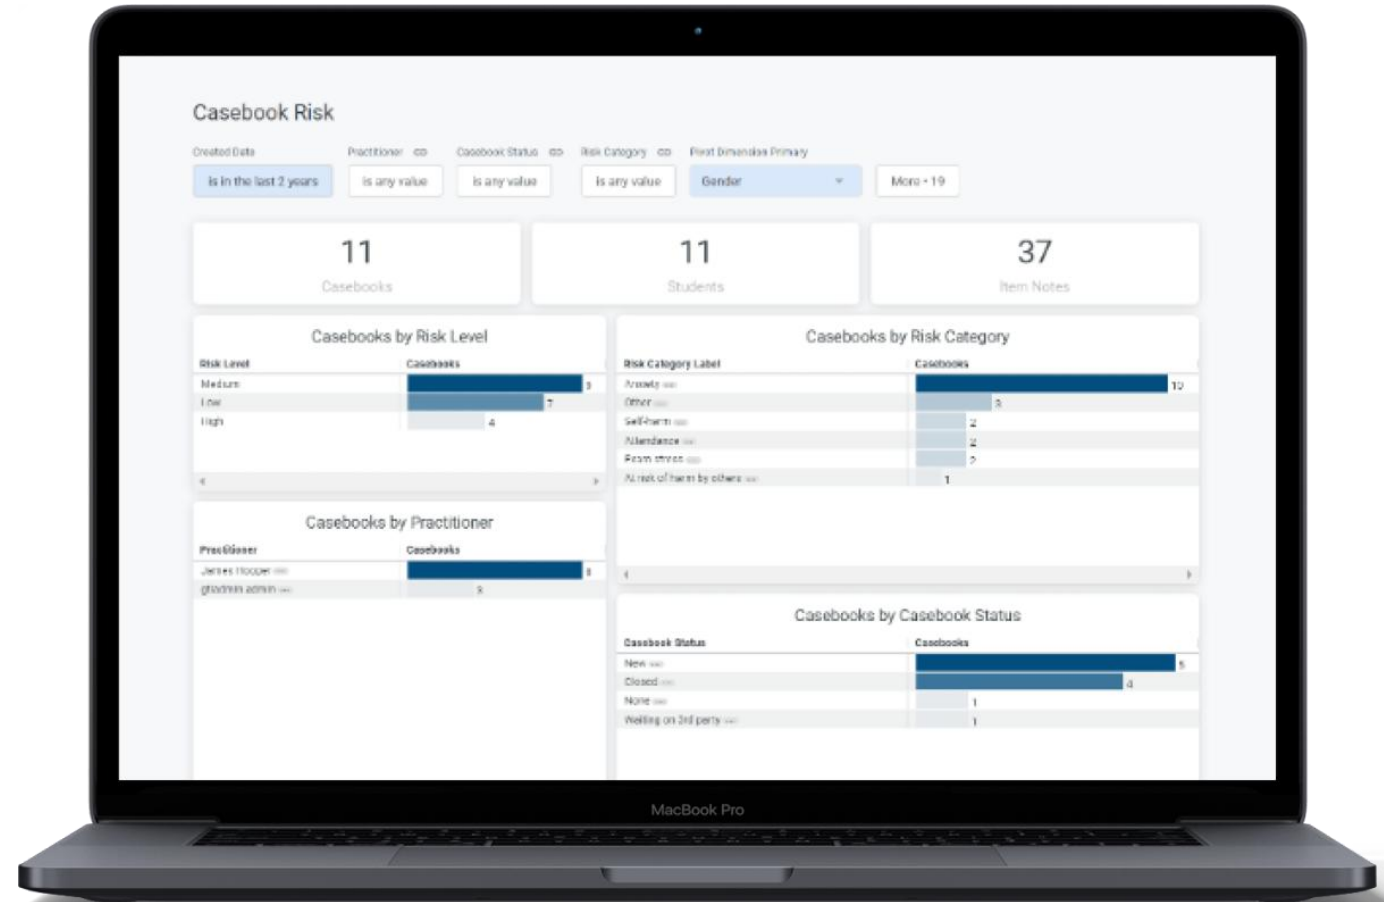 Casebook Risk
Created Date Practitioner Casebook Status Risk Category Pivot Dimension Primary
is in the last 2 years is any value is any value is any value Gender More • 19
11 11 37
Casebooks Students Item Notes
Casebooks by Risk Level
Risk Level Casebooks
Medium
Low 7
High 4
Casebooks by Practitioner
Practitioner Casebooks
James Hooper
admin
Casebooks by Risk Category
Risk Category Label Casebooks
Anxiety 10
Other 3
Self-harm 2
Attendance 2
Exam stress 2
At risk of harm by others 1
Casebooks by Casebook Status
Casebook Status Casebooks
New 5
Closed 4
None 1
Waiting on 3rd party 1
MacBook Pro